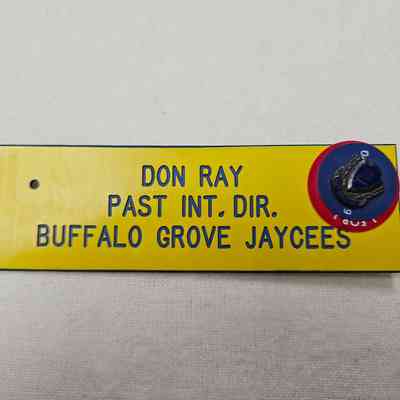 DON RAY
PAST INT. DIR.
BUFFALO GROVE JAYCEES